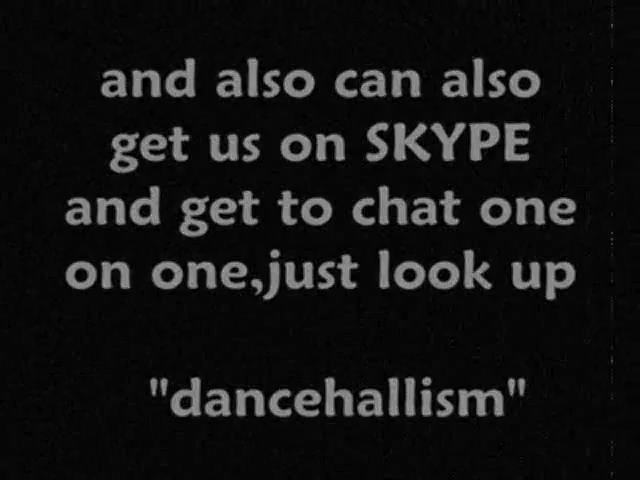 and also can also
get us on SKYPE
and get to chat one
on one,just look up
"dancehallism"